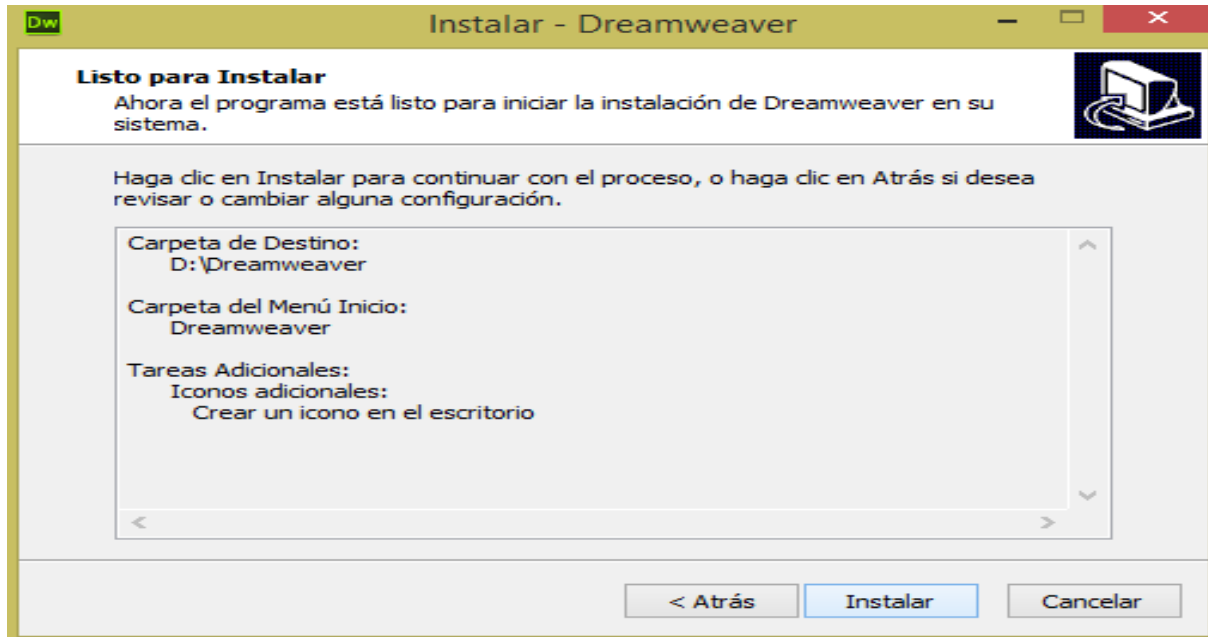 Dw
Instalar - Dreamweaver
Listo para Instalar
Ahora el programa está listo para iniciar la instalación de Dreamweaver en su
sistema.
Haga clic en Instalar para continuar con el proceso, o haga clic en Atrás si desea
revisar o cambiar alguna configuración.
Carpeta de Destino:
D:\Dreamweaver
Carpeta del Menú Inicio:
Dreamweaver
Tareas Adicionales:
Iconos adicionales:
Crear un icono en el escritorio
< Atrás
Instalar
Cancelar